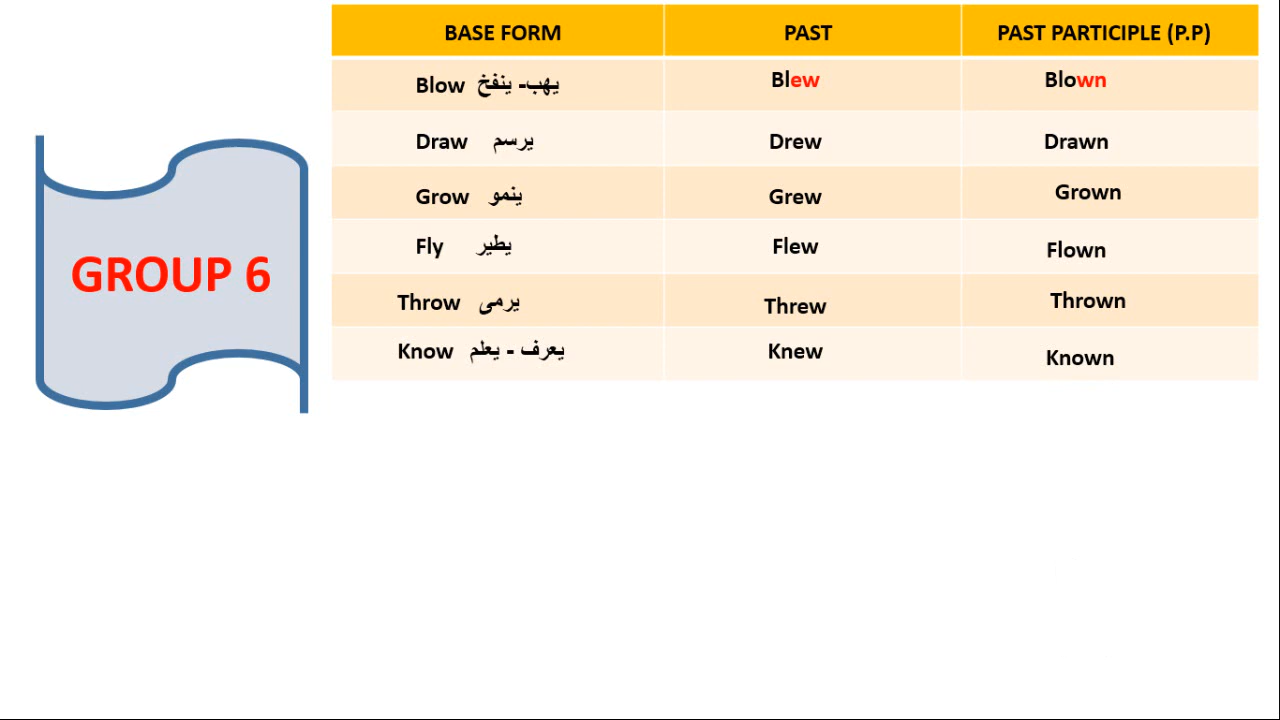 GROUP 6
BASE FORM PAST PAST PARTICIPLE (P.P)
Blow يهب- ينفخ Blew Blown
Draw يرسم Drew Drawn
Grow ينمو Grew Grown
Fly يطير Flew Flown
Throw يرمى Threw Thrown
Know يعرف - يعلم Knew Known